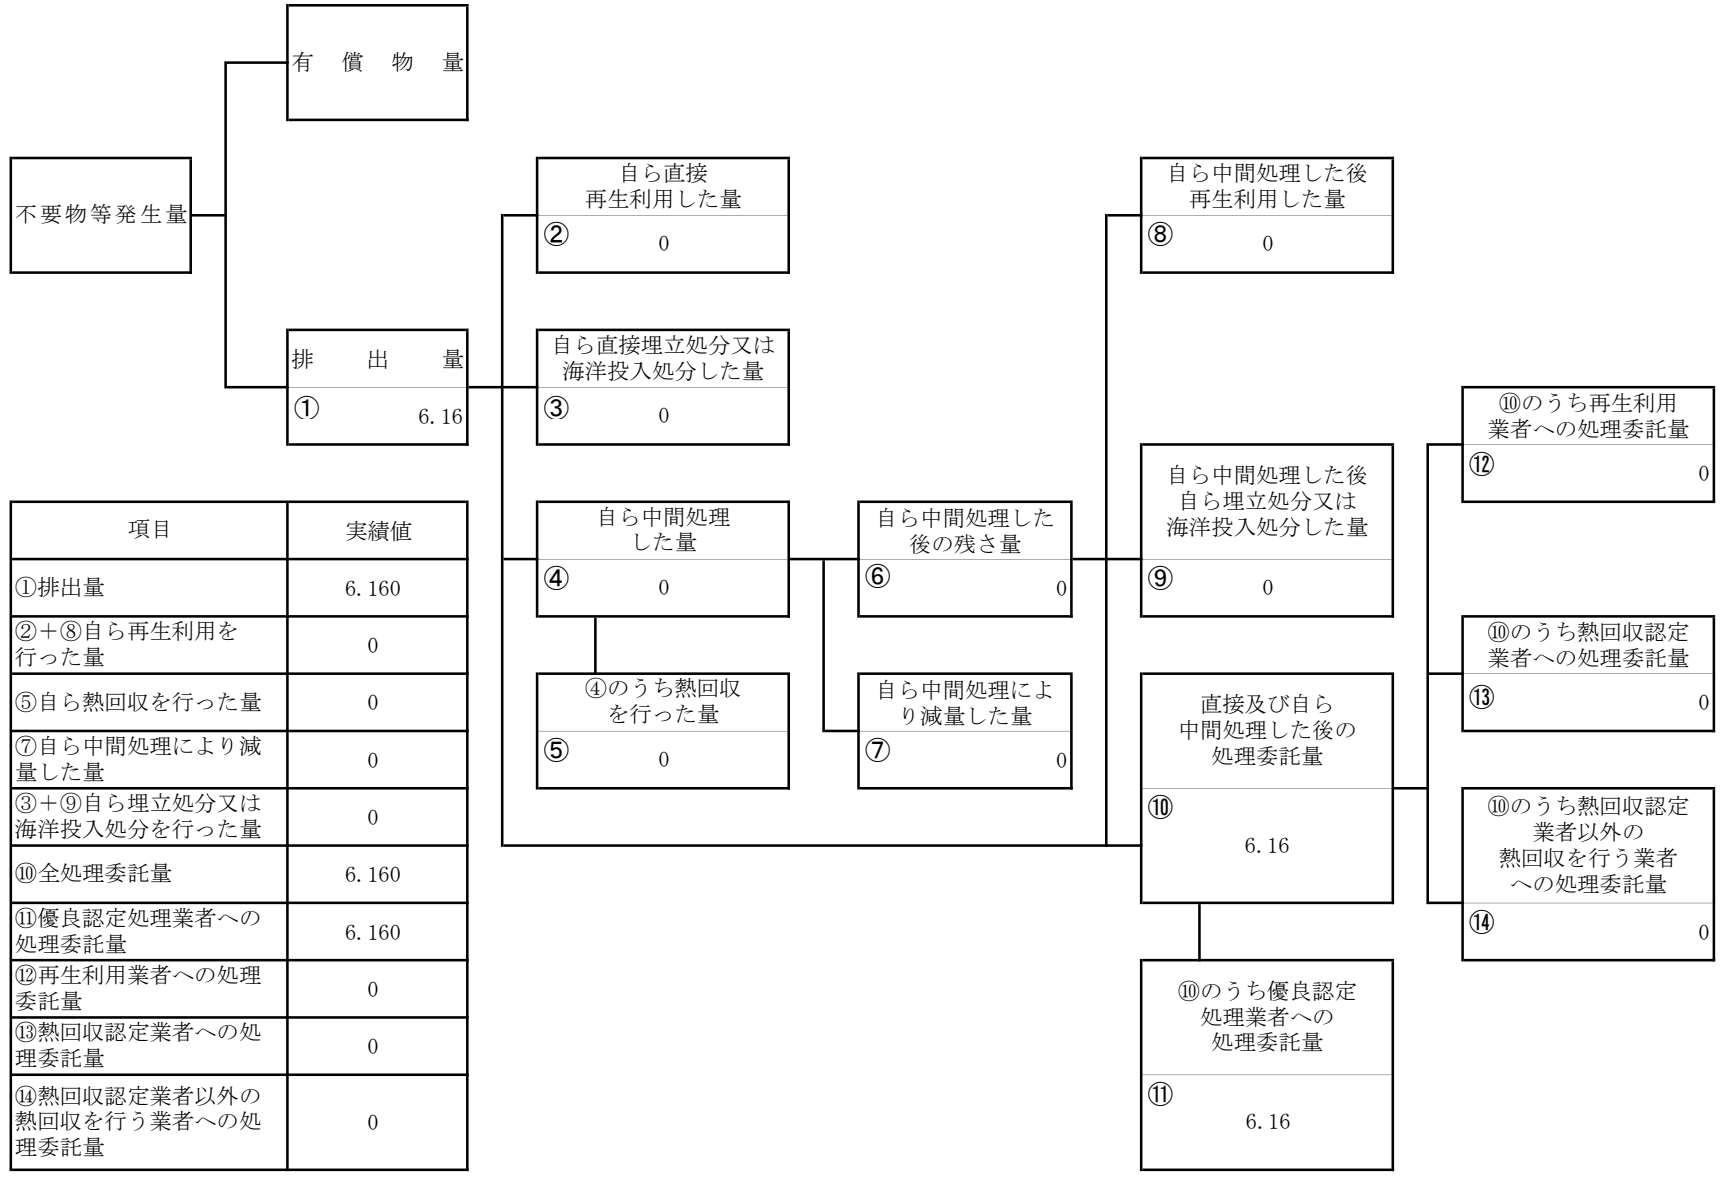 有償物量
不要物等発生量
排出量
①
6.16
自ら直接
再生利用した量
②
0
自ら直接埋立処分又は
海洋投入処分した量
③
0
自ら中間処理
した量
④
0
④のうち熱回収
を行った量
⑤
0
自ら中間処理した
後の残さ量
⑥
0
自ら中間処理によ
り減量した量
⑦
0
自ら中間処理した後
再生利用した量
⑧
0
自ら中間処理した後
自ら埋立処分又は
海洋投入処分した量
⑨
0
直接及び自ら
中間処理した後の
処理委託量
⑩
6.16
⑩のうち優良認定
処理業者への
処理委託量
⑪
6.16
⑩のうち再生利用
業者への処理委託量
⑫
0
⑩のうち熱回収認定
業者への処理委託量
⑬
0
⑩のうち熱回収認定
業者以外の
熱回収を行う業者
への処理委託量
⑭
0
項目 実績値
①排出量 6.160
②+⑧自ら再生利用を
行った量
0
⑤自ら熱回収を行った量 0
⑦自ら中間処理により減
量した量
0
③+⑨自ら埋立処分又は
海洋投入処分を行った量
0
⑩全処理委託量 6.160
⑪優良認定処理業者への
処理委託量
6.160
⑫再生利用業者への処理
委託量
0
⑬熱回収認定業者への処
理委託量
0
⑭熱回収認定業者以外の
熱回収を行う業者への処
理委託量
0